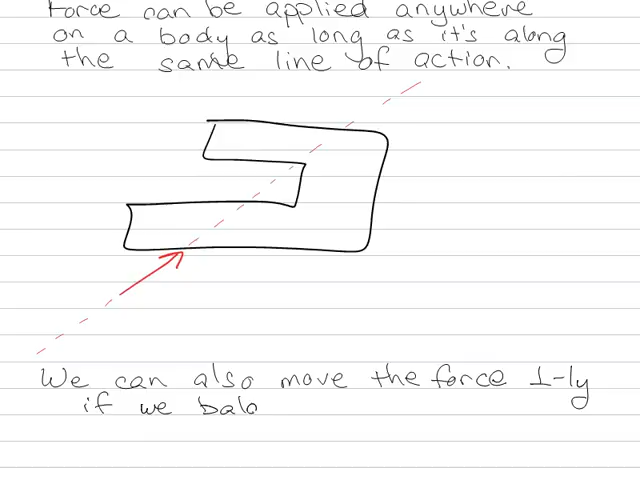 Force can be applied anywhere
on a body as long as it's along
the same line of action.
We can also move the force ⊥-ly
if we bala